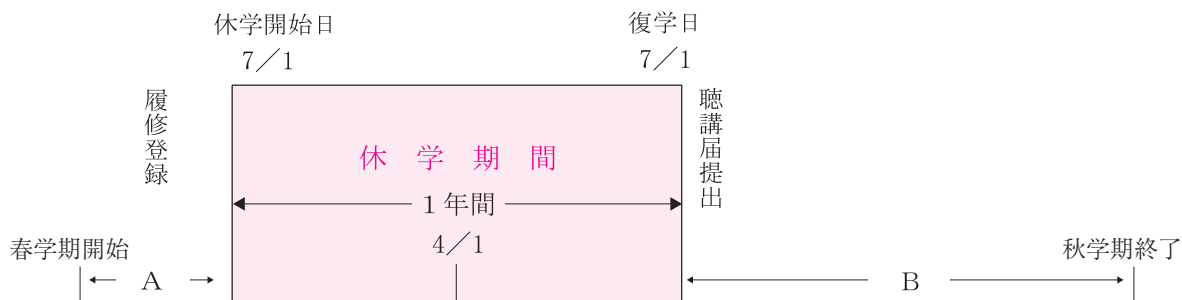 休学開始日
7／1
復学日
7／1
履修登録
聴講届提出
休学期間
1年間
4／1
春学期開始
A
B
秋学期終了